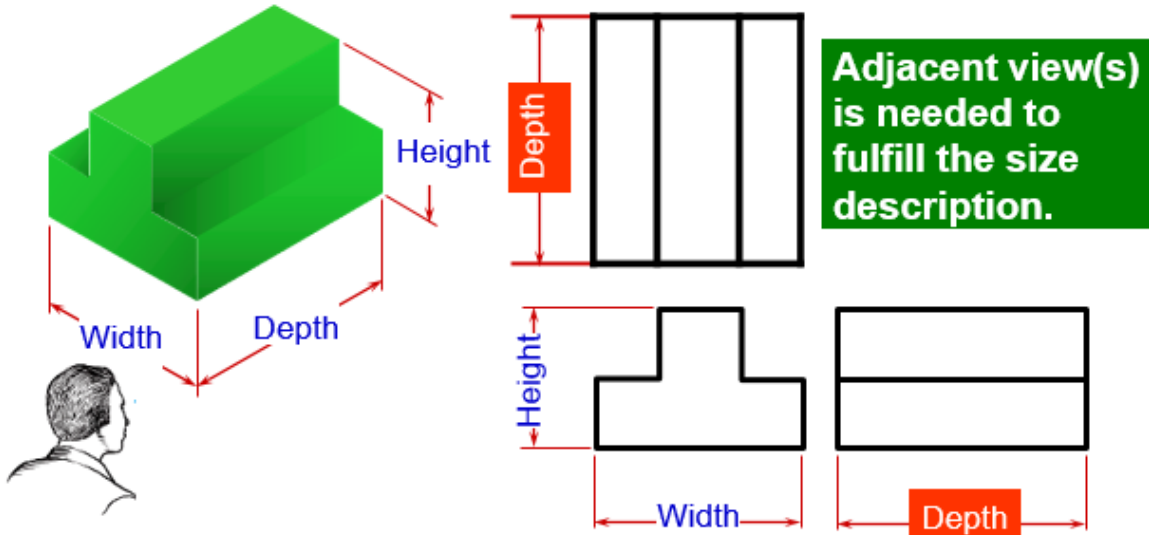 Height
Width
Depth
Depth
Adjacent view(s)
is needed to
fulfill the size
description.
Height
Width
Depth